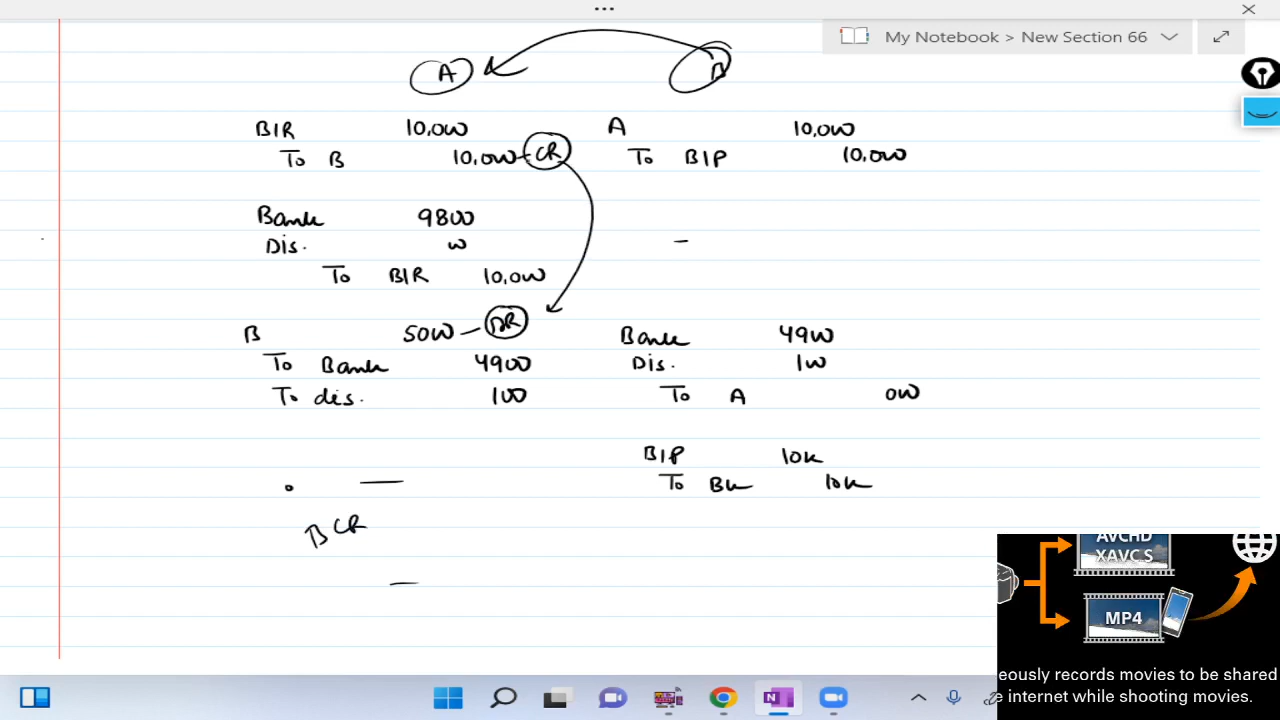 My Notebook > New Section 66
A B
B/R 10,000 A 10,000
To B 10,000 - CR To B/P 10,000
Bank 9800
Dis. 00
To B/R 10,000
B 5000 - DR Bank 4900
To Bank 4900 Dis. 100
To dis. 100 To A 00
B/P 10k
To Bk 10k
B CR
AVCHD
XAVC S
MP4
eously records movies to be shared
e internet while shooting movies.